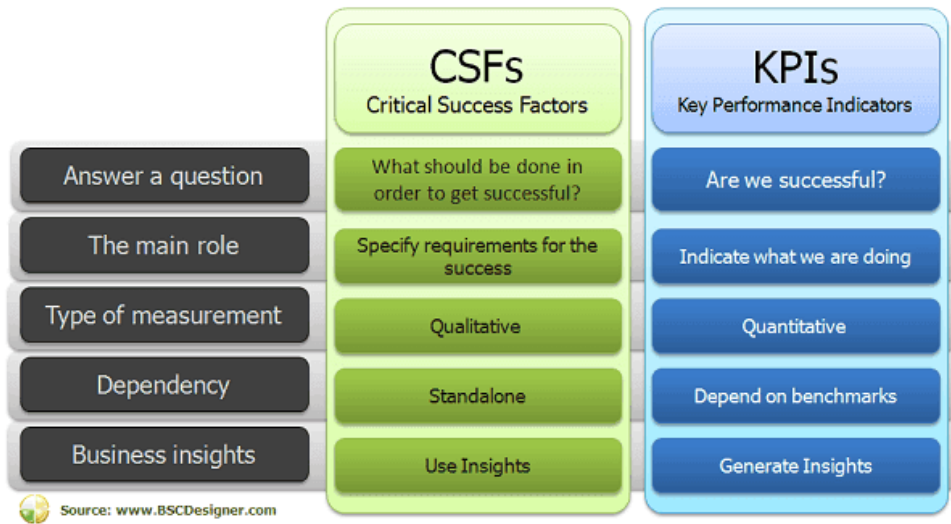 CSFs
Critical Success Factors
KPIs
Key Performance Indicators
Answer a question
What should be done in
order to get successful?
Are we successful?
The main role
Specify requirements for the
success
Indicate what we are doing
Type of measurement
Qualitative
Quantitative
Dependency
Standalone
Depend on benchmarks
Business insights
Use Insights
Generate Insights
Source: www.BSCDesigner.com